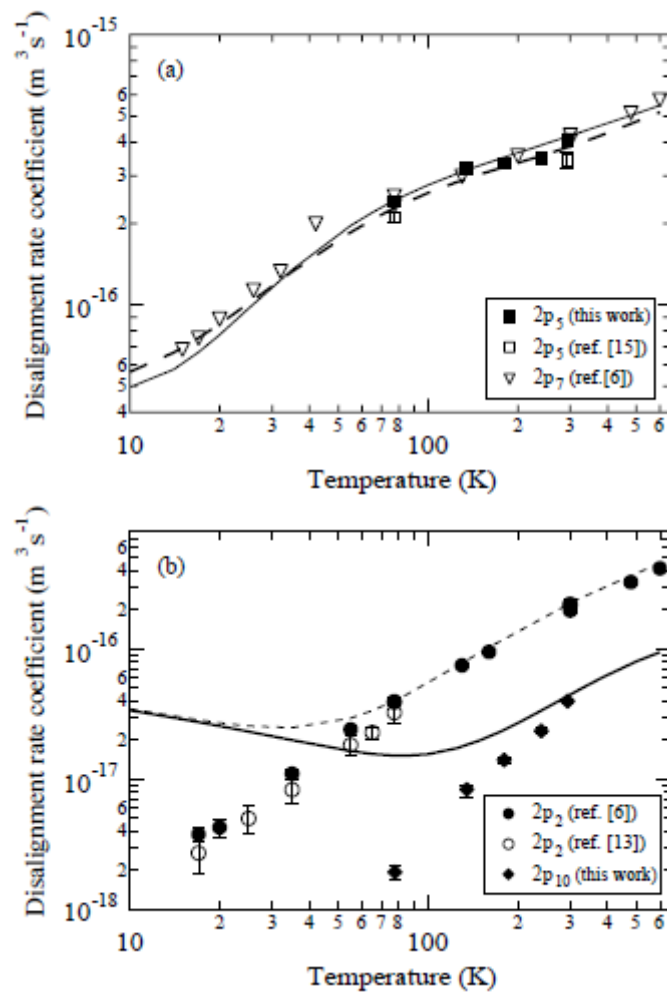 10⁻¹⁵
(a)
6
5
4
3
2
10⁻¹⁶
6
5
4
Disalignment rate coefficient (m³s⁻¹)
2p₅ (this work)
2p₅ (ref. [15])
2p₇ (ref.[6])
10 2 3 4 5 6 7 8 100 2 3 4 5 6
Temperature (K)
(b)
6
4
2
10⁻¹⁶
6
4
2
10⁻¹⁷
6
4
2
10⁻¹⁸
Disalignment rate coefficient (m³s⁻¹)
2p₂ (ref. [6])
2p₂ (ref. [13])
2p₁₀ (this work)
10 2 3 4 5 6 7 8 100 2 3 4 5 6
Temperature (K)